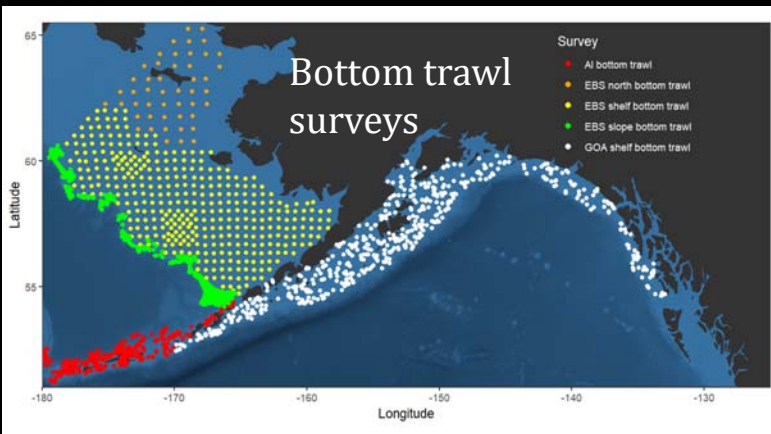 Bottom trawl
surveys
Survey
AI bottom trawl
EBS north bottom trawl
EBS shelf bottom trawl
EBS slope bottom trawl
GOA shelf bottom trawl
Latitude
65
60
55
-180
-170
-160
-150
-140
-130
Longitude